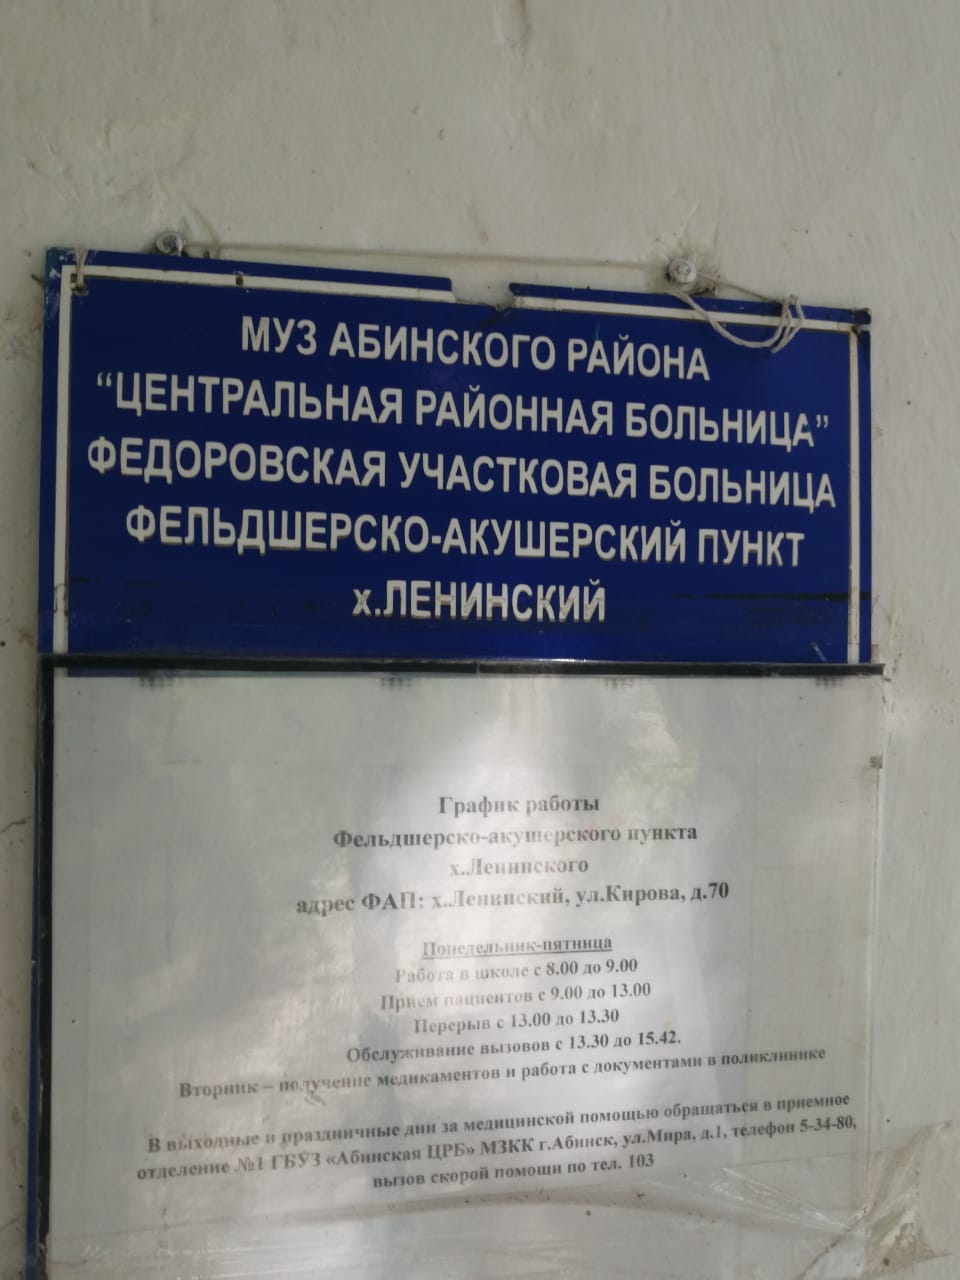 МУЗ АБИНСКОГО РАЙОНА
“ЦЕНТРАЛЬНАЯ РАЙОННАЯ БОЛЬНИЦА”
ФЕДОРОВСКАЯ УЧАСТКОВАЯ БОЛЬНИЦА
ФЕЛЬДШЕРСКО-АКУШЕРСКИЙ ПУНКТ
х.ЛЕНИНСКИЙ
График работы
Фельдшерско-акушерского пункта
х.Ленинского
адрес ФАП: х.Ленинский, ул.Кирова, д.70
Понедельник-пятница
Работа в школе с 8.00 до 9.00
Прием пациентов с 9.00 до 13.00
Перерыв с 13.00 до 13.30
Обслуживание вызовов с 13.30 до 15.42.
Вторник – получение медикаментов и работа с документами в поликлинике
В выходные и праздничные дни за медицинской помощью обращаться в приемное
отделение №1 ГБУЗ «Абинская ЦРБ» МЗКК г.Абинск, ул.Мира, д.1, телефон 5-34-80,
вызов скорой помощи по тел. 103